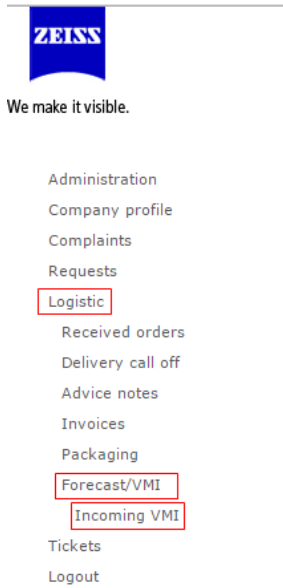 ZEISS
We make it visible.
Administration
Company profile
Complaints
Requests
Logistic
Received orders
Delivery call off
Advice notes
Invoices
Packaging
Forecast/VMI
Incoming VMI
Tickets
Logout